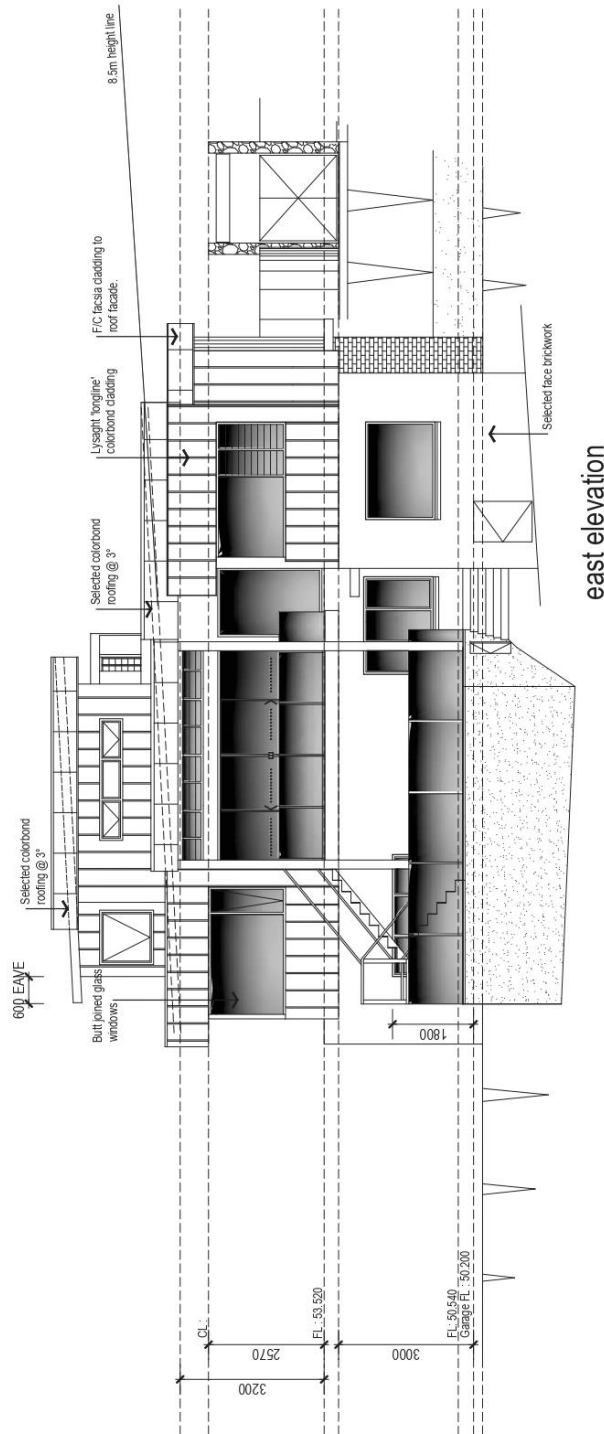 8.5m height line
F/C facsia cladding to
roof facade.
Lysaght 'longline'
colorbond cladding
Selected colorbond
roofing @ 3°
Selected colorbond
roofing @ 3°
600 EAVE
Butt joined glass
windows
CL :
2570
3200
FL : 53.520
3000
FL : 50.540
Garage FL : 50.200
1800
Selected face brickwork
east elevation